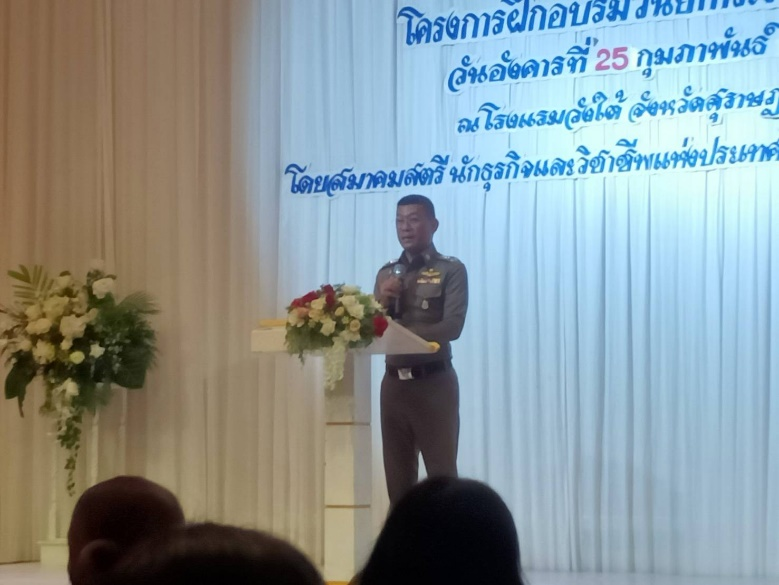 โครงการฝึกอบรมวินัย
วันอังคารที่ 25 กุมภาพันธ์
ณ โรงแรมวังใต้ จังหวัดสุราษฎ
โดยสมาคมสตรี นักธุรกิจและวิชาชีพแห่งประเทศ